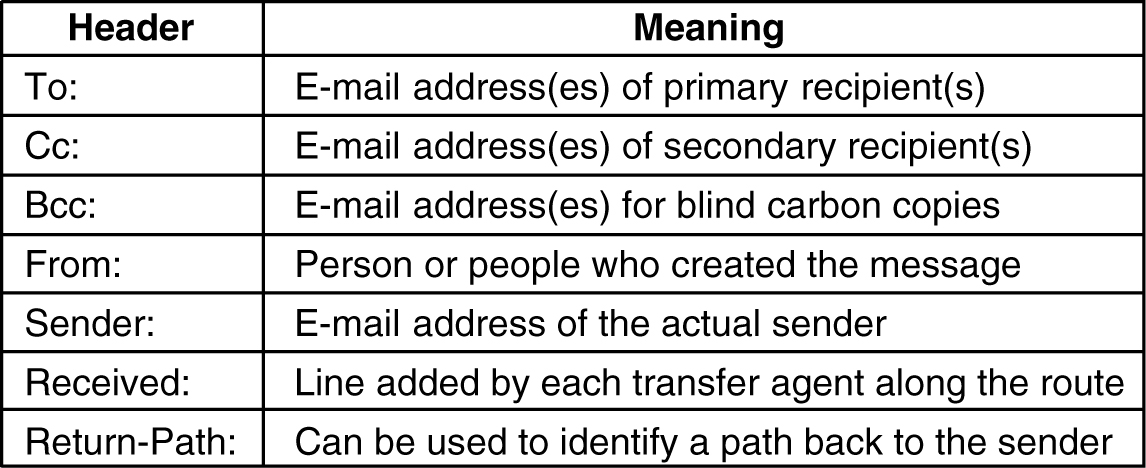 Header Meaning
To: E-mail address(es) of primary recipient(s)
Cc: E-mail address(es) of secondary recipient(s)
Bcc: E-mail address(es) for blind carbon copies
From: Person or people who created the message
Sender: E-mail address of the actual sender
Received: Line added by each transfer agent along the route
Return-Path: Can be used to identify a path back to the sender